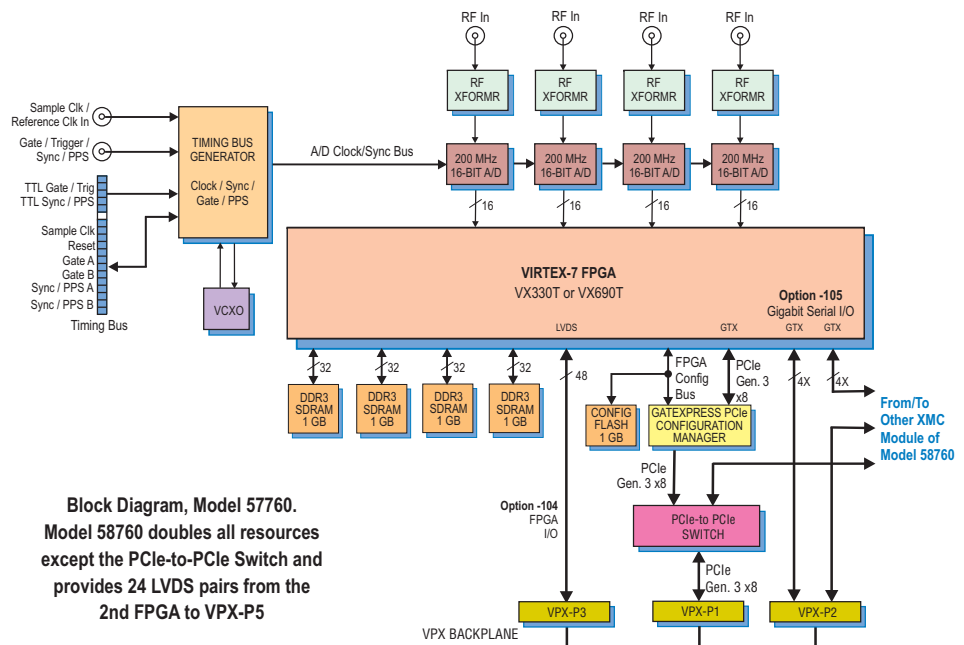 RF In
RF In
RF In
RF In
RF
XFORMR
RF
XFORMR
RF
XFORMR
RF
XFORMR
Sample Clk /
Reference Clk In
Gate / Trigger /
Sync / PPS
TTL Gate / Trig
TTL Sync / PPS
Sample Clk
Reset
Gate A
Gate B
Sync / PPS A
Sync / PPS B
Timing Bus
TIMING BUS
GENERATOR
Clock / Sync /
Gate / PPS
VCXO
A/D Clock/Sync Bus
200 MHz
16-BIT A/D
200 MHz
16-BIT A/D
200 MHz
16-BIT A/D
200 MHz
16-BIT A/D
16
16
16
16
VIRTEX-7 FPGA
VX330T or VX690T
Option -105
Gigabit Serial I/O
LVDS
GTX
GTX
GTX
32
32
32
32
48
FPGA
Config
Bus
PCIe
Gen. 3
x8
4X
4X
DDR3
SDRAM
1 GB
DDR3
SDRAM
1 GB
DDR3
SDRAM
1 GB
DDR3
SDRAM
1 GB
CONFIG
FLASH
1 GB
GATEXPRESS PCIe
CONFIGURATION
MANAGER
From/To
Other XMC
Module of
Model 58760
PCIe
Gen. 3 x8
Option -104
FPGA
I/O
PCIe-to PCIe
SWITCH
PCIe
Gen. 3 x8
Block Diagram, Model 57760.
Model 58760 doubles all resources
except the PCIe-to-PCIe Switch and
provides 24 LVDS pairs from the
2nd FPGA to VPX-P5
VPX-P3
VPX-P1
VPX-P2
VPX BACKPLANE